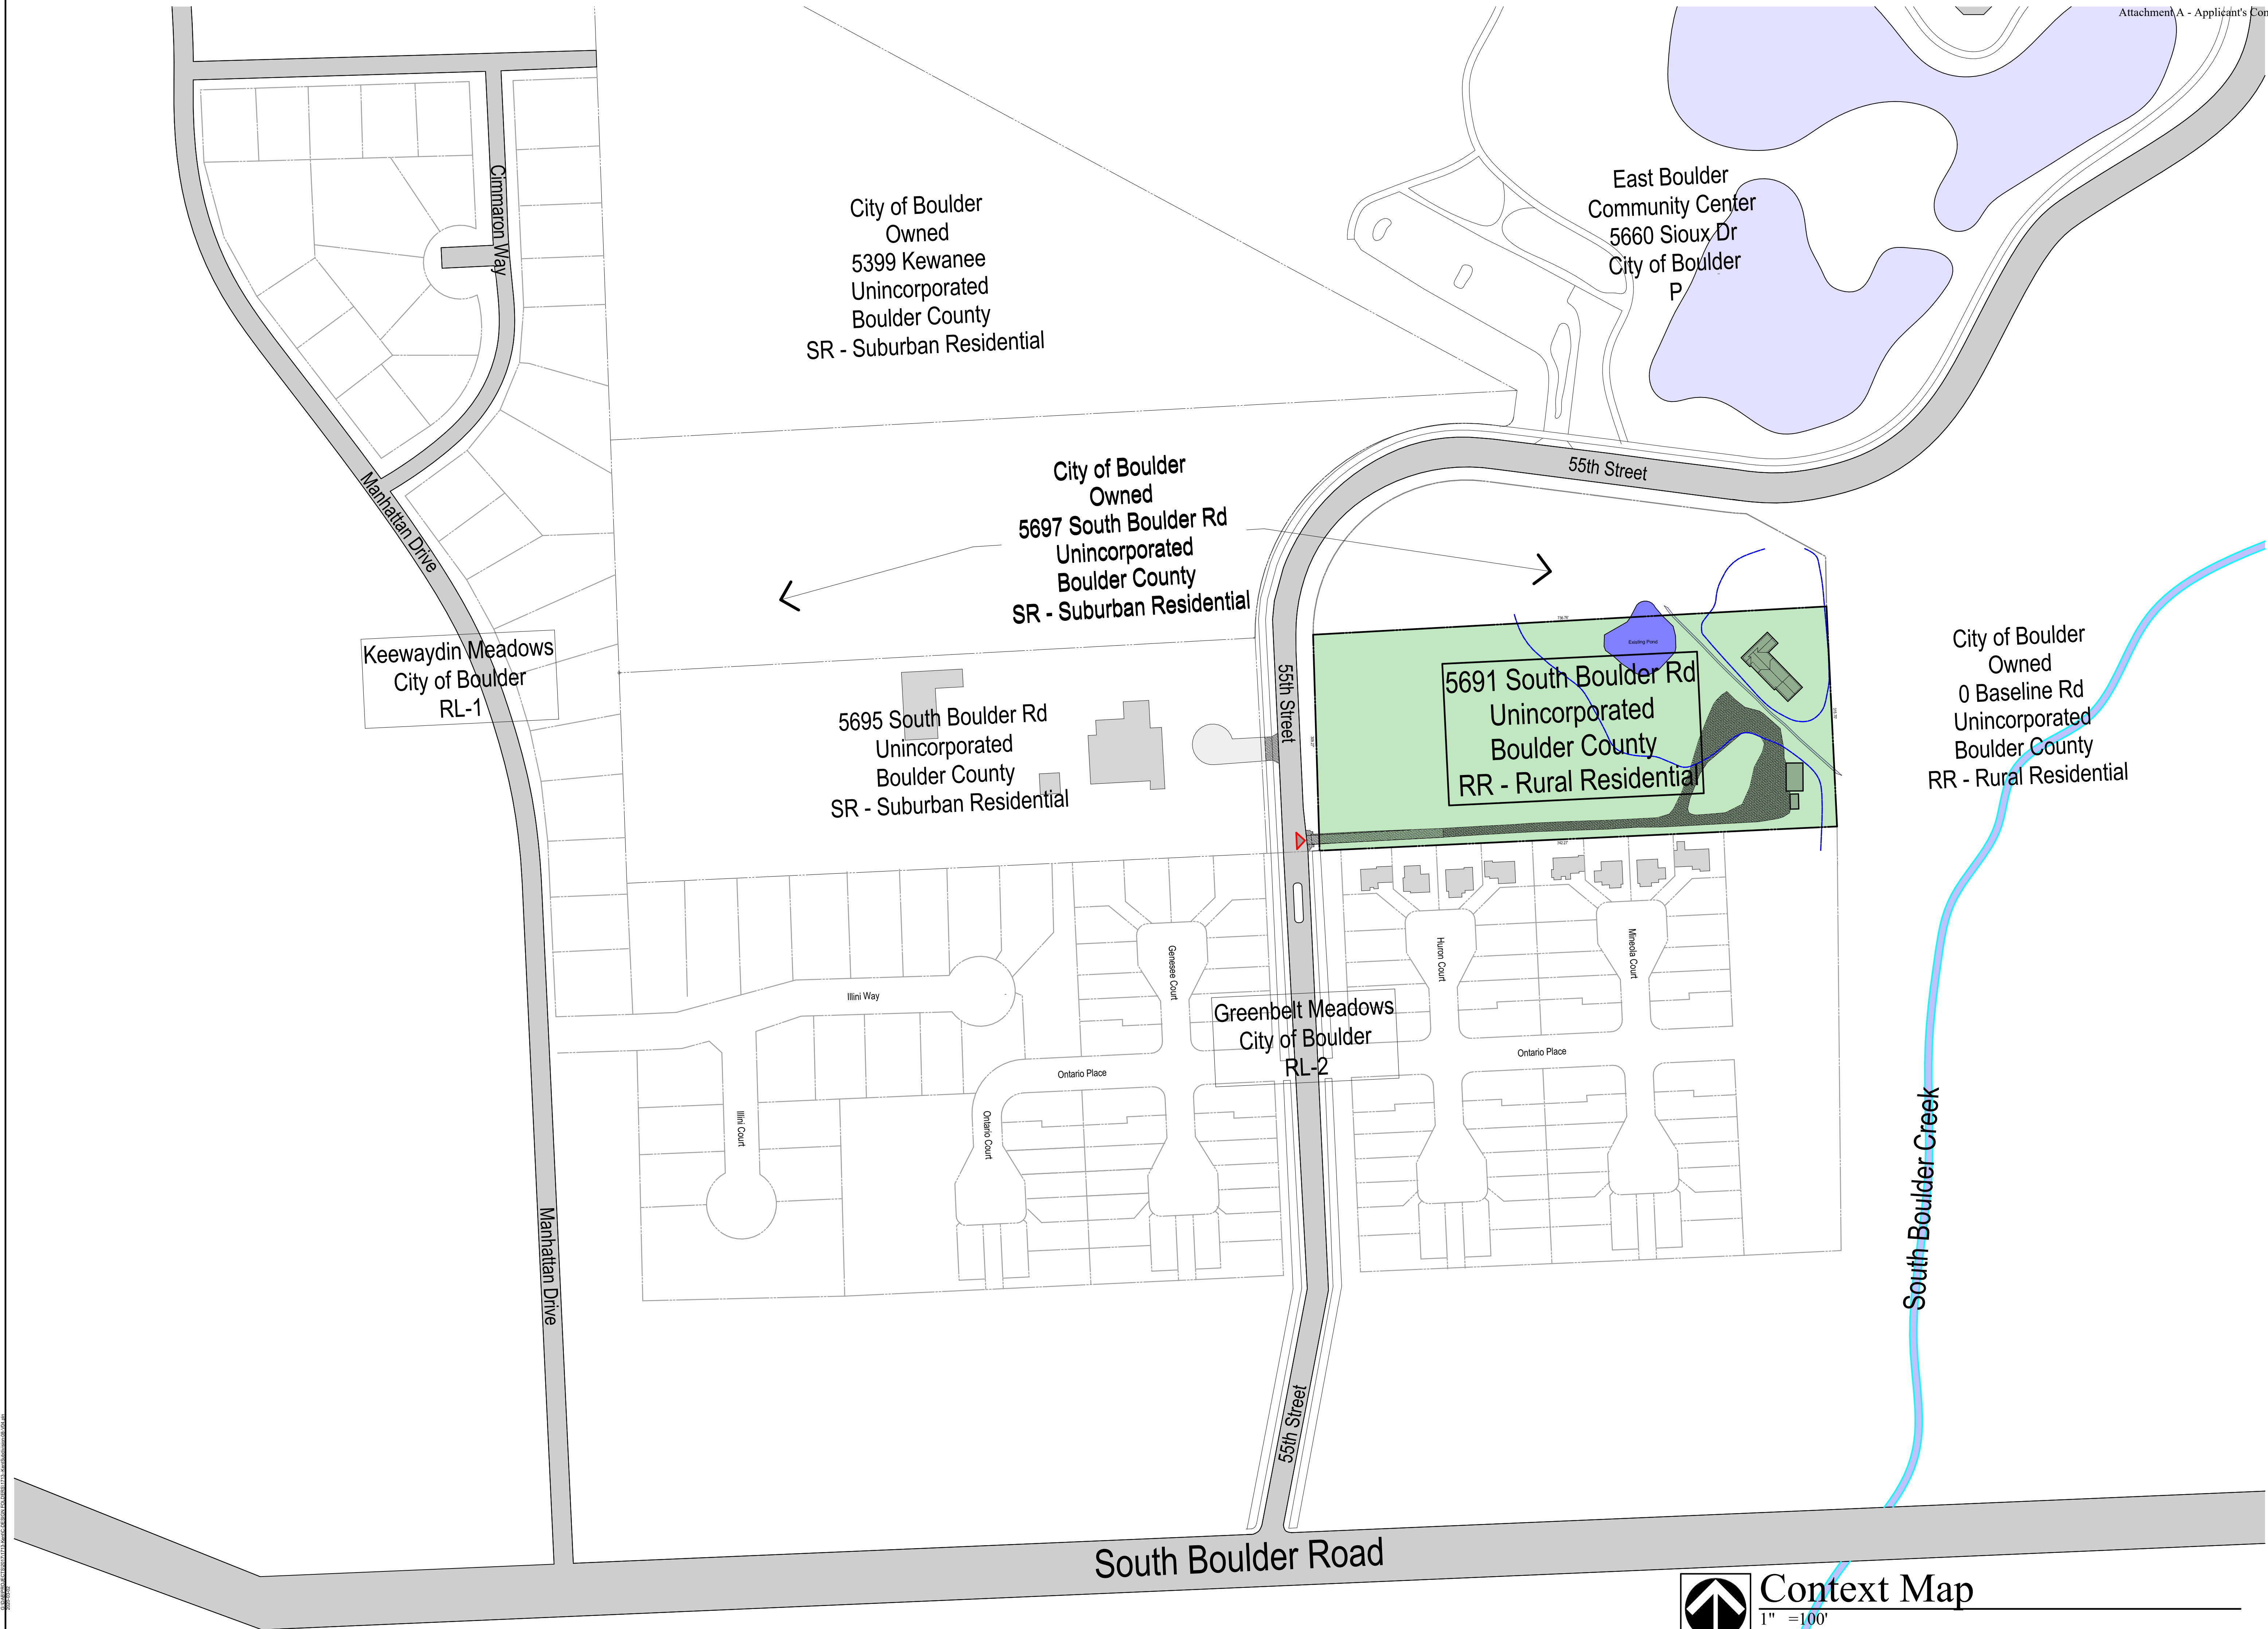 Attachment A - Applicant's Con
Cimmaron Way
City of Boulder
Owned
5399 Kewanee
Unincorporated
Boulder County
SR - Suburban Residential
East Boulder
Community Center
5660 Sioux Dr
City of Boulder
P
Manhattan Drive
City of Boulder
Owned
5697 South Boulder Rd
Unincorporated
Boulder County
SR - Suburban Residential
55th Street
Keewaydin Meadows
City of Boulder
RL-1
5695 South Boulder Rd
Unincorporated
Boulder County
SR - Suburban Residential
55th Street
Existing Pond
5691 South Boulder Rd
Unincorporated
Boulder County
RR - Rural Residential
City of Boulder
Owned
0 Baseline Rd
Unincorporated
Boulder County
RR - Rural Residential
Illini Way
Genesee Court
Huron Court
Mineola Court
Greenbelt Meadows
City of Boulder
RL-2
Ontario Place
Ontario Place
Illini Court
Ontario Court
Manhattan Drive
South Boulder Creek
55th Street
South Boulder Road
Context Map
1" =100'